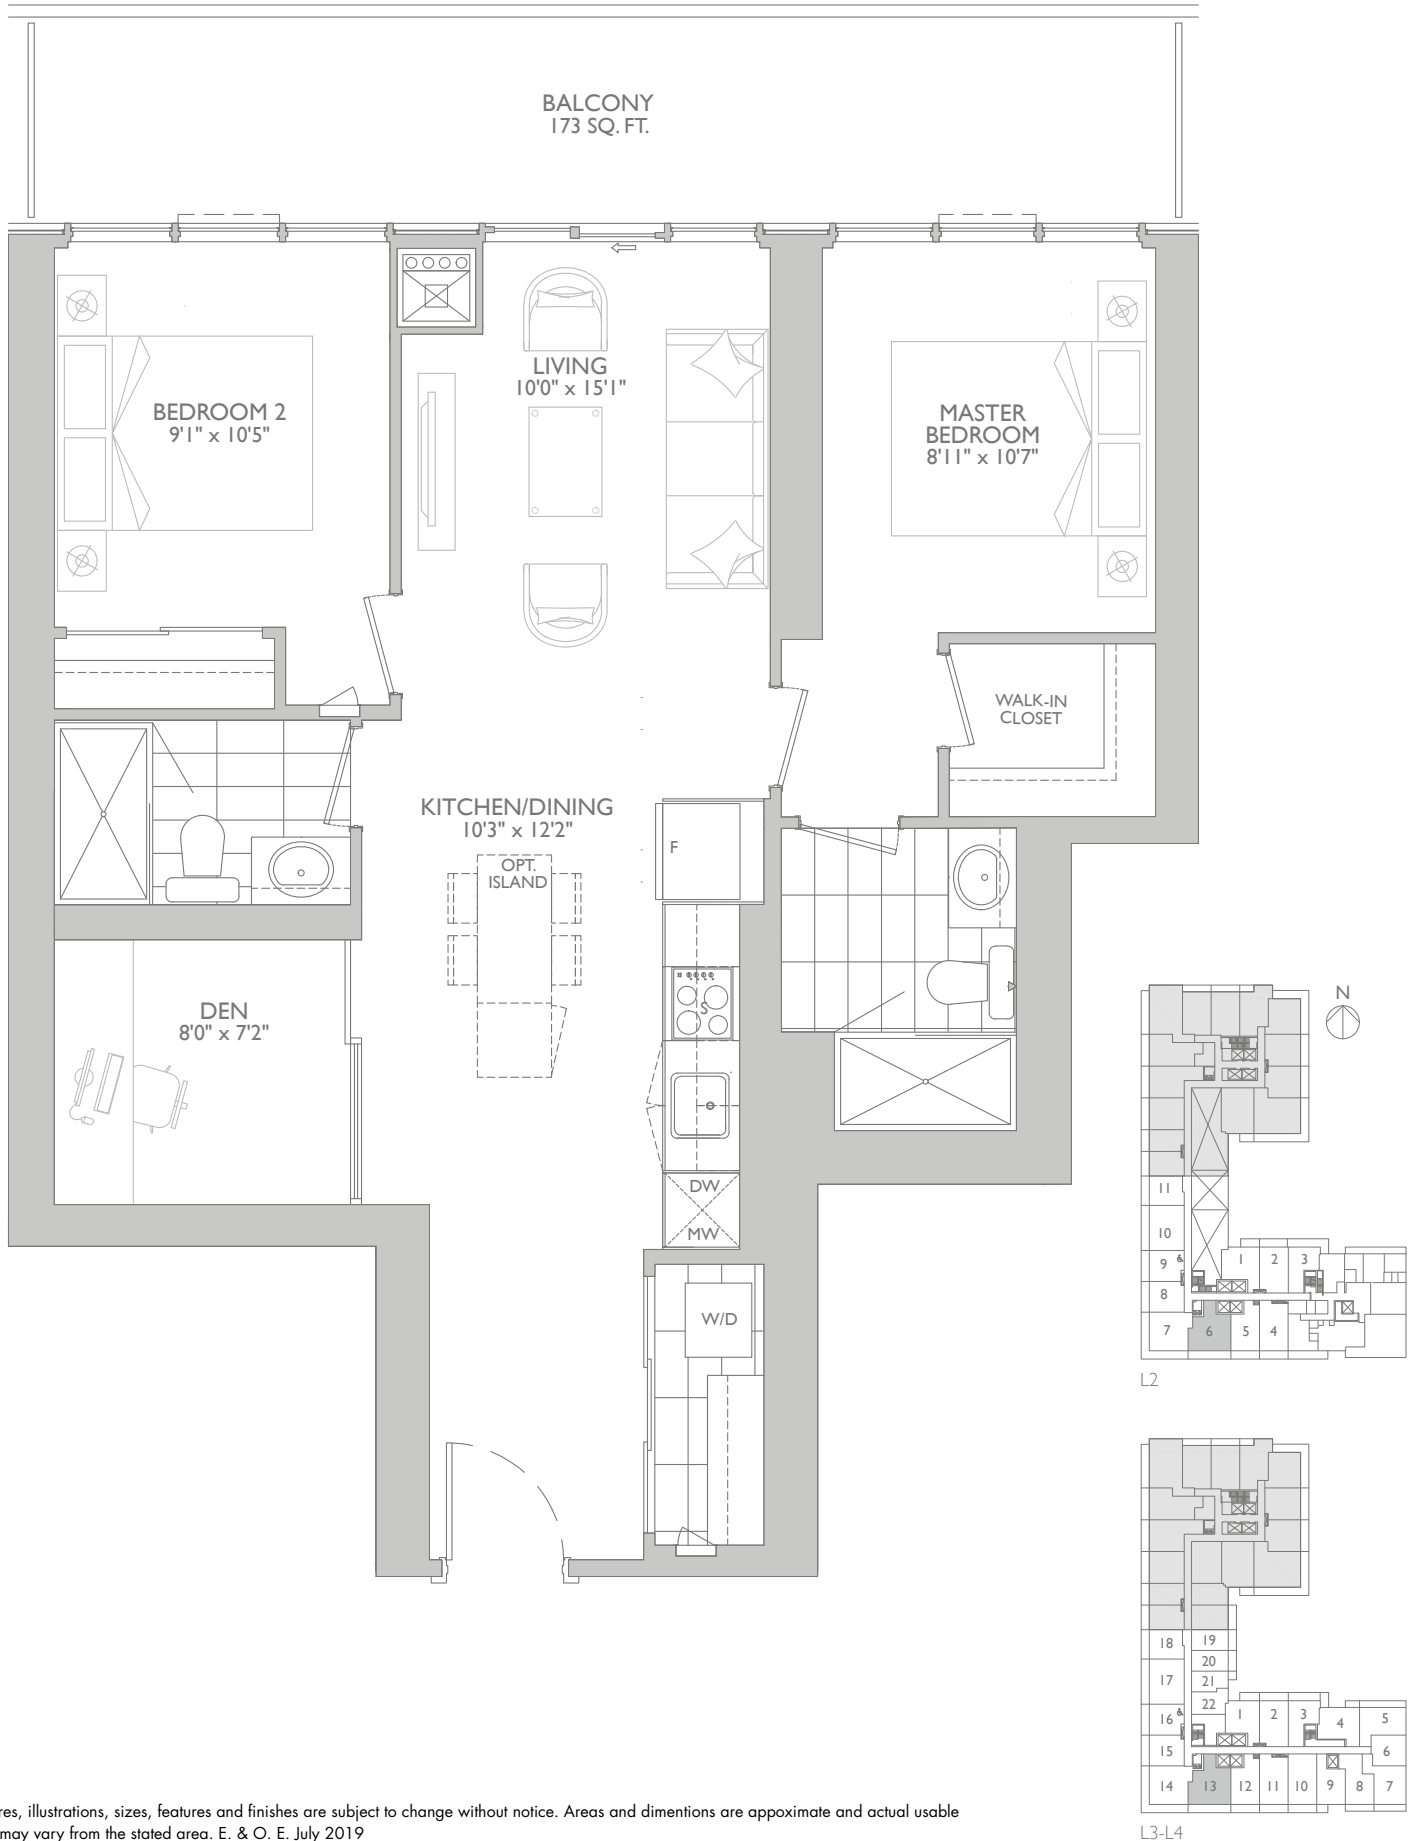 BALCONY
173 SQ. FT.
LIVING
10'0" x 15'1"
BEDROOM 2
9'1" x 10'5"
MASTER
BEDROOM
8'11" x 10'7"
WALK-IN
CLOSET
KITCHEN/DINING
10'3" x 12'2"
F
OPT.
ISLAND
S
DEN
8'0" x 7'2"
DW
MW
W/D
N
11
10
9
8
7
6
5
4
1
2
3
L2
18
19
20
21
17
22
16
1
2
3
4
5
15
6
14
13
12
11
10
9
8
7
L3-L4
res, illustrations, sizes, features and finishes are subject to change without notice. Areas and dimentions are appoximate and actual usable
may vary from the stated area. E. & O. E. July 2019